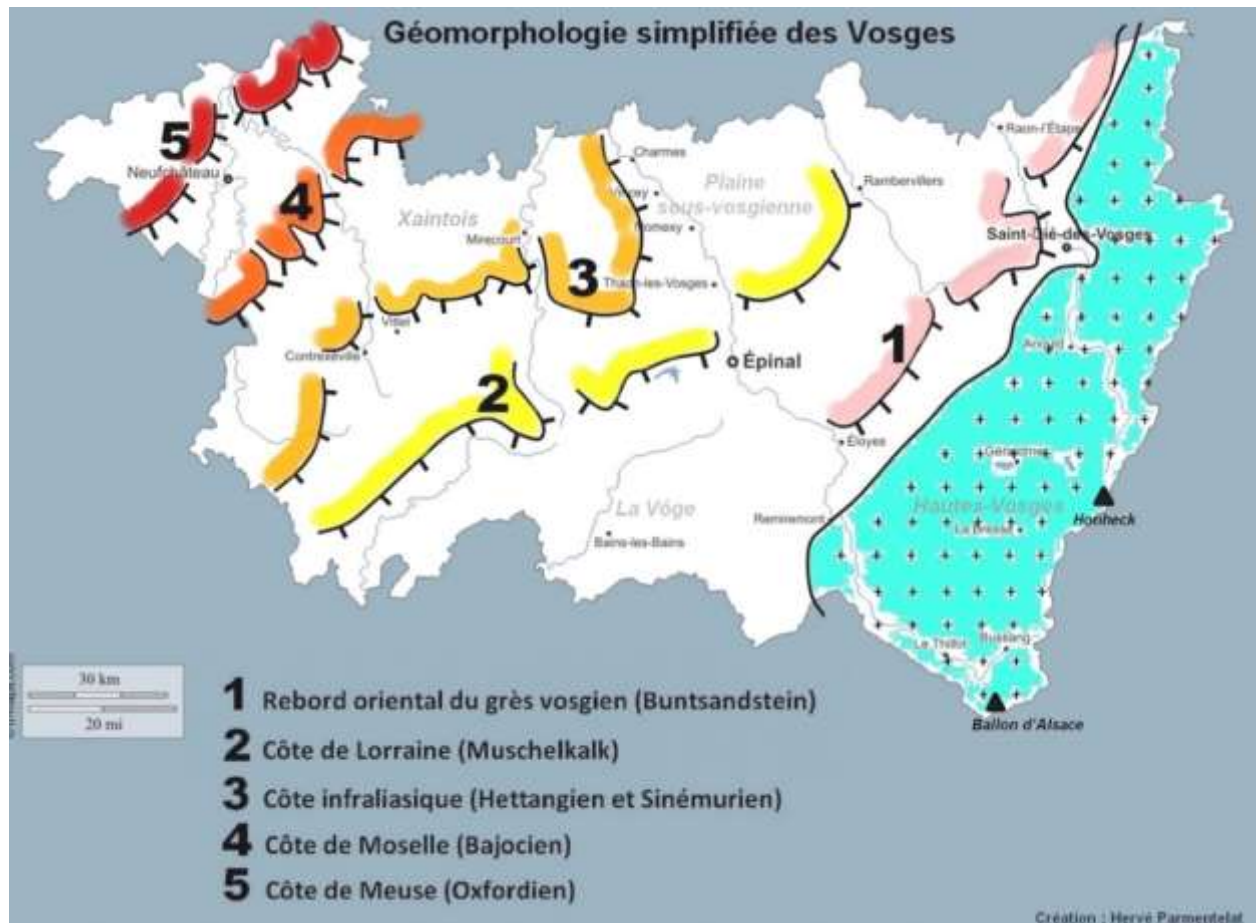 Géomorphologie simplifiée des Vosges
5
Neufchâteau
4
Xaintois
Mirecourt
Charmes
Plaine
sous-vosgienne
Rambervillers
Raon-l'Étape
Saint-Dié-des-Vosges
3
Thaon-les-Vosges
Vittel
Contrexéville
2
Épinal
1
Éloyes
Gérardmer
Hautes-Vosges
La Bresse
Honheck
La Vôge
Bains-les-Bains
Remiremont
Le Thillot
Bussang
Ballon d'Alsace
30 km
20 mi
1 Rebord oriental du grès vosgien (Buntsandstein)
2 Côte de Lorraine (Muschelkalk)
3 Côte infraliasique (Hettangien et Sinémurien)
4 Côte de Moselle (Bajocien)
5 Côte de Meuse (Oxfordien)
Création : Hervé Parmentelat